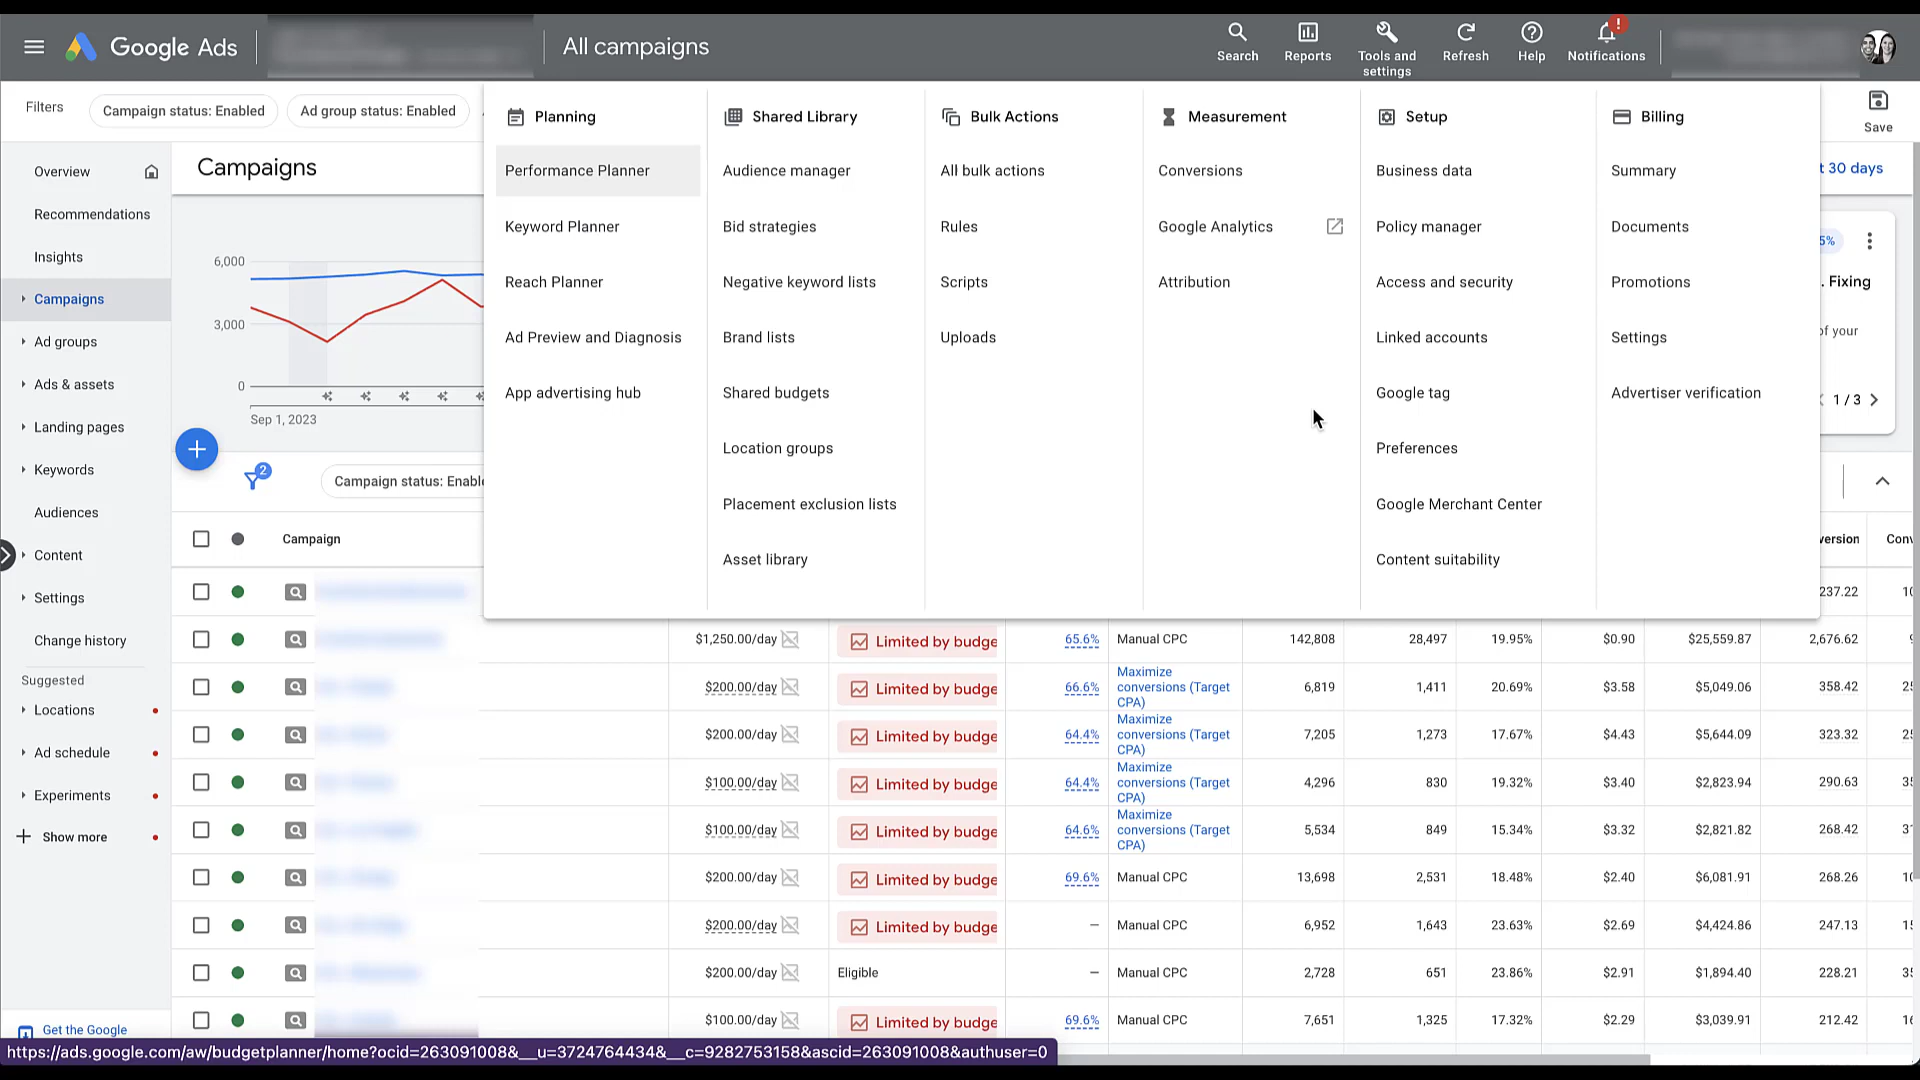 Google Ads
All campaigns
Search
Reports
Tools and
settings
Refresh
Help
!
Notifications
Filters
Campaign status: Enabled
Ad group status: Enabled
Save
Planning
Performance Planner
Keyword Planner
Reach Planner
Ad Preview and Diagnosis
App advertising hub
Shared Library
Audience manager
Bid strategies
Negative keyword lists
Brand lists
Shared budgets
Location groups
Placement exclusion lists
Asset library
Bulk Actions
All bulk actions
Rules
Scripts
Uploads
Measurement
Conversions
Google Analytics
Attribution
Setup
Business data
Policy manager
Access and security
Linked accounts
Google tag
Preferences
Google Merchant Center
Content suitability
Billing
Summary
Documents
Promotions
Settings
Advertiser verification
Overview
Recommendations
Insights
Campaigns
Ad groups
Ads & assets
Landing pages
Keywords
Audiences
Content
Settings
Change history
Suggested
Locations
Ad schedule
Experiments
Show more
Get the Google
Campaigns
t 30 days
6,000
3,000
0
Sep 1, 2023
5%
. Fixing
of your
1 / 3
2
Campaign status: Enable
Campaign
version
Conv
237.22 10
$1,250.00/day Limited by budge 65.6% Manual CPC 142,808 28,497 19.95% $0.90 $25,559.87 2,676.62
$200.00/day Limited by budge 66.6% Maximize conversions (Target CPA) 6,819 1,411 20.69% $3.58 $5,049.06 358.42 25
$200.00/day Limited by budge 64.4% Maximize conversions (Target CPA) 7,205 1,273 17.67% $4.43 $5,644.09 323.32 25
$100.00/day Limited by budge 64.4% Maximize conversions (Target CPA) 4,296 830 19.32% $3.40 $2,823.94 290.63 35
$100.00/day Limited by budge 64.6% Maximize conversions (Target CPA) 5,534 849 15.34% $3.32 $2,821.82 268.42
$200.00/day Limited by budge 69.6% Manual CPC 13,698 2,531 18.48% $2.40 $6,081.91 268.26 10
$200.00/day Limited by budge — Manual CPC 6,952 1,643 23.63% $2.69 $4,424.86 247.13 15
$200.00/day Eligible — Manual CPC 2,728 651 23.86% $2.91 $1,894.40 228.21 35
$100.00/day Limited by budge 69.6% Manual CPC 7,651 1,325 17.32% $2.29 $3,039.91 212.42 16
https://ads.google.com/aw/budgetplanner/home?ocid=263091008&__u=3724764434&__c=9282753158&ascid=263091008&authuser=0